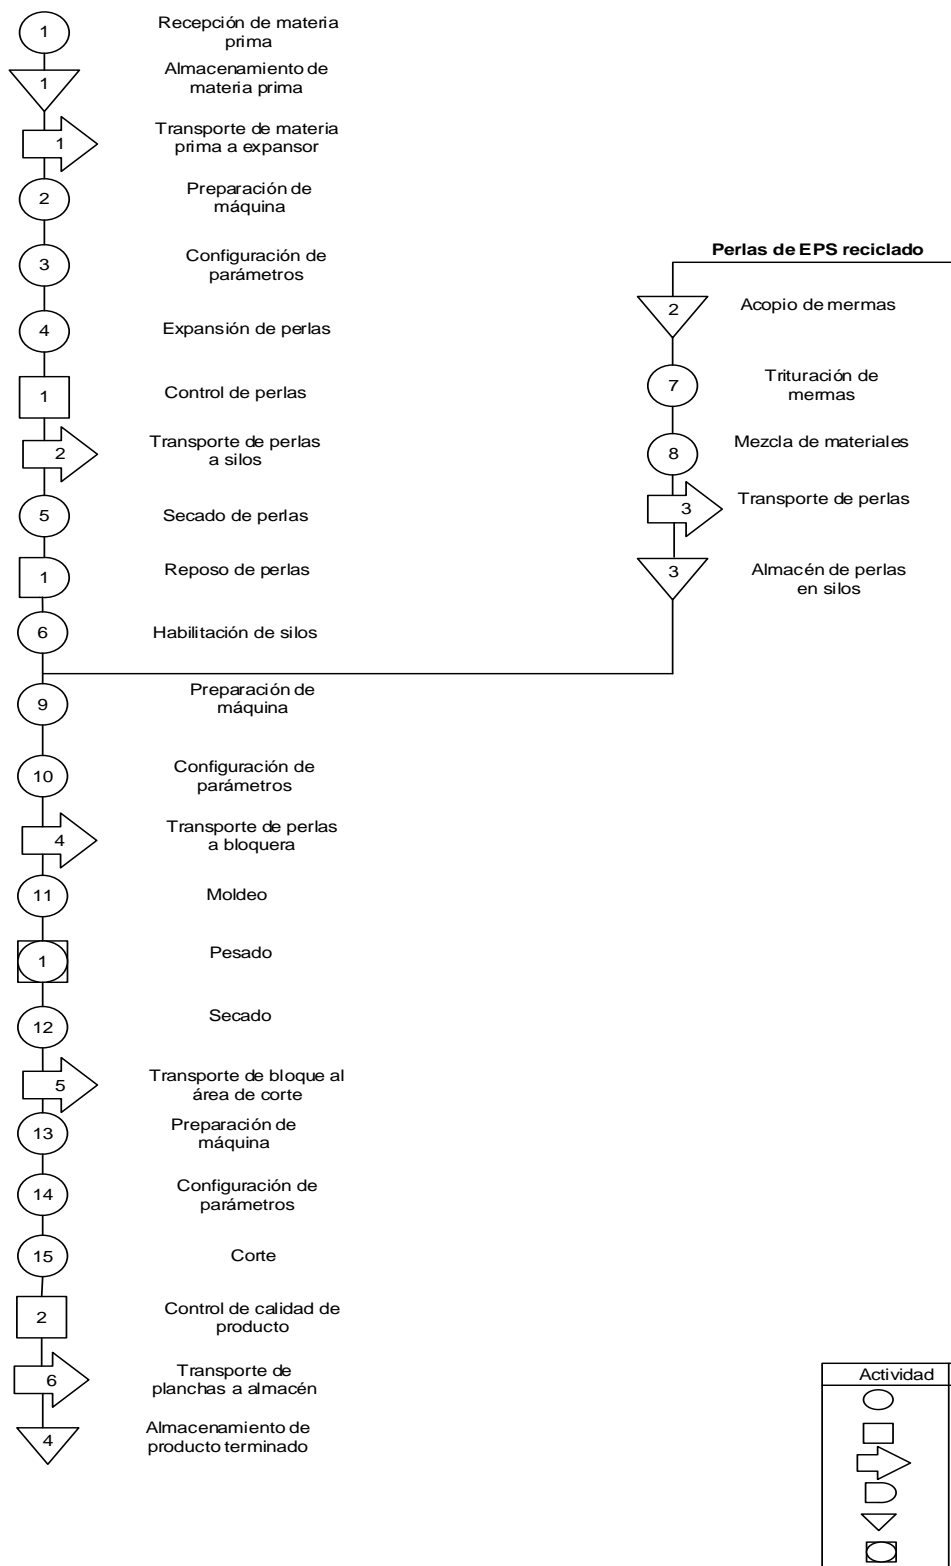 1
Recepción de materia
prima
1
Almacenamiento de
materia prima
1
Transporte de materia
prima a expansor
2
Preparación de
máquina
3
Configuración de
parámetros
4
Expansión de perlas
1
Control de perlas
2
Transporte de perlas
a silos
5
Secado de perlas
1
Reposo de perlas
6
Habilitación de silos
Perlas de EPS reciclado
2
Acopio de mermas
7
Trituración de
mermas
8
Mezcla de materiales
3
Transporte de perlas
3
Almacén de perlas
en silos
9
Preparación de
máquina
10
Configuración de
parámetros
4
Transporte de perlas
a bloquera
11
Moldeo
1
Pesado
12
Secado
5
Transporte de bloque al
área de corte
13
Preparación de
máquina
14
Configuración de
parámetros
15
Corte
2
Control de calidad de
producto
6
Transporte de
planchas a almacén
4
Almacenamiento de
producto terminado
Actividad